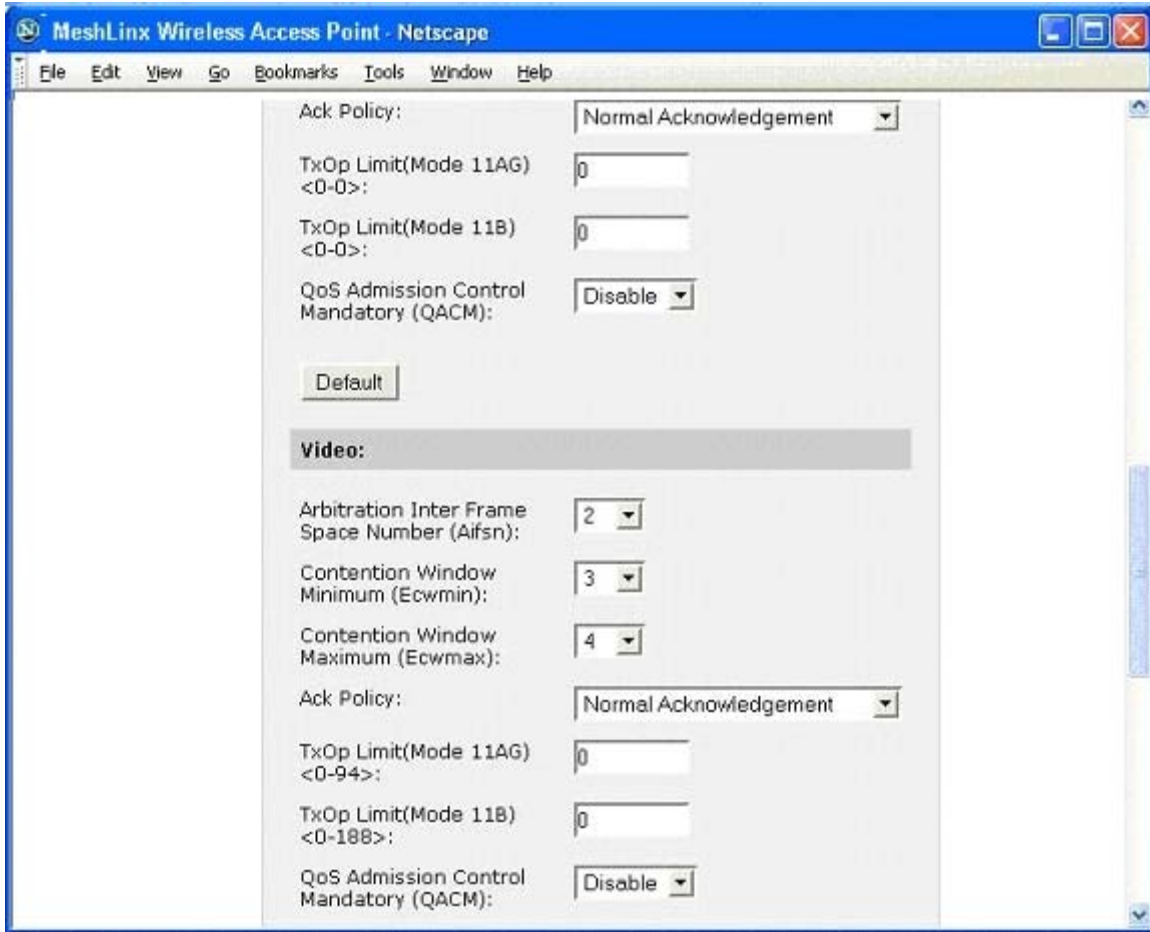 MeshLinx Wireless Access Point - Netscape
File Edit View Go Bookmarks Tools Window Help
Ack Policy: Normal Acknowledgement
TxOp Limit(Mode 11AG) 0
<0-0>:
TxOp Limit(Mode 11B) 0
<0-0>:
QoS Admission Control Disable
Mandatory (QACM):
Default
Video:
Arbitration Inter Frame 2
Space Number (Aifsn):
Contention Window 3
Minimum (Ecwmin):
Contention Window 4
Maximum (Ecwmax):
Ack Policy: Normal Acknowledgement
TxOp Limit(Mode 11AG) 0
<0-94>:
TxOp Limit(Mode 11B) 0
<0-188>:
QoS Admission Control Disable
Mandatory (QACM):